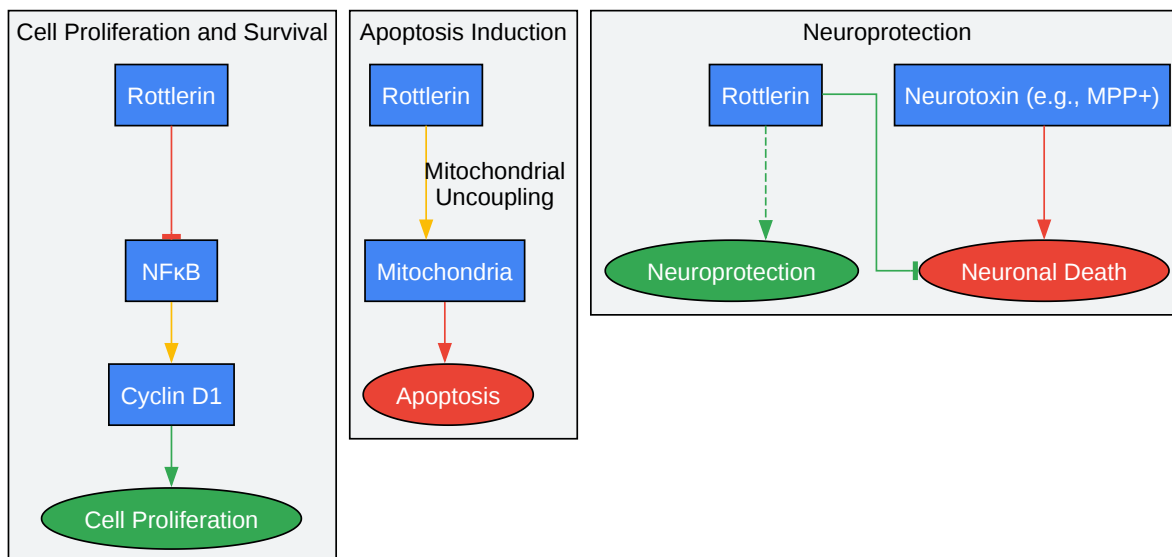 Cell Proliferation and Survival
Rottlerin
NFκB
Cyclin D1
Cell Proliferation
Apoptosis Induction
Rottlerin
Mitochondrial
Uncoupling
Mitochondria
Apoptosis
Neuroprotection
Rottlerin
Neurotoxin (e.g., MPP+)
Neuroprotection
Neuronal Death